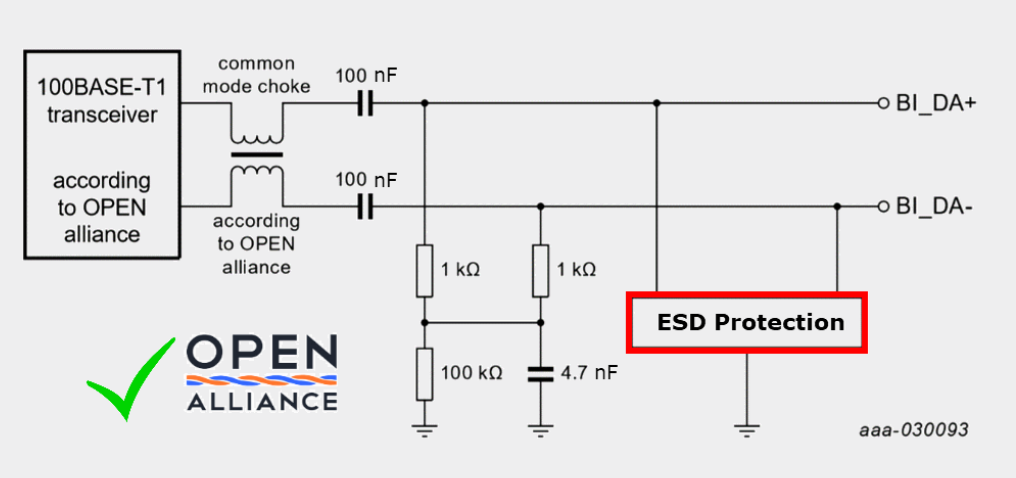 100BASE-T1
transceiver
according
to OPEN
alliance
common
mode choke
according
to OPEN
alliance
100 nF
100 nF
BI_DA+
BI_DA-
1 kΩ
1 kΩ
100 kΩ
4.7 nF
ESD Protection
OPEN
ALLIANCE
aaa-030093